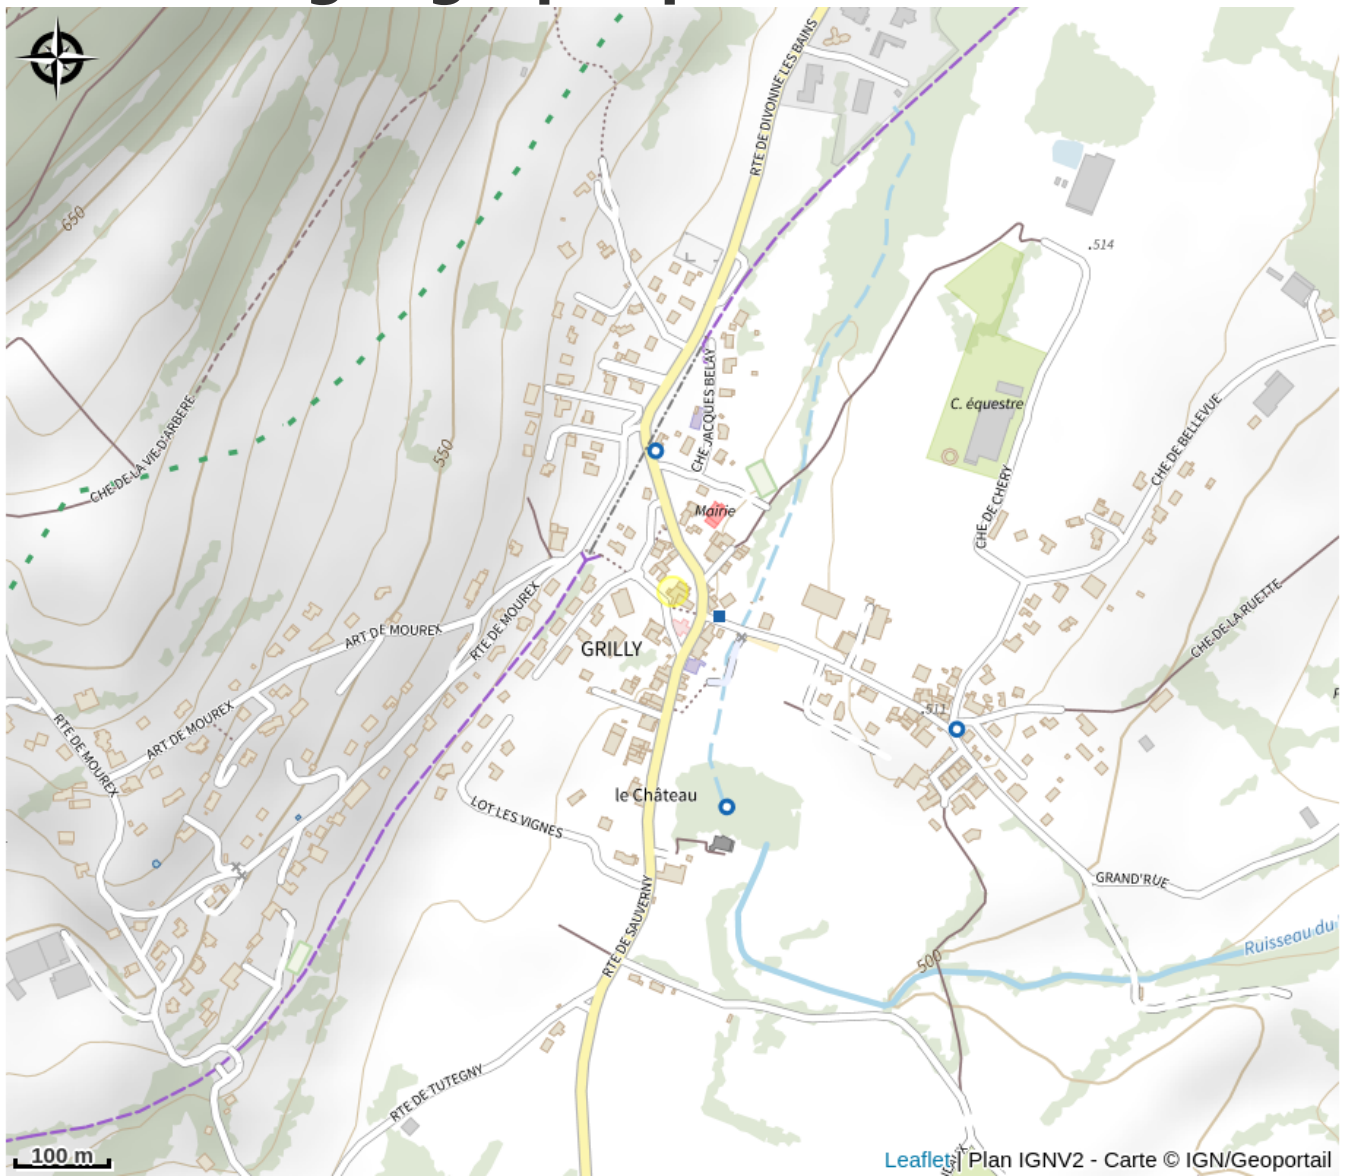 RTE DE DIVONNE LES BAINS
650
.514
CHE DE LA VIE D'ARBERE
550
CHE JACQUES BELAY
C. équestre
CHE DE BELLEVUE
Mairie
CHE DE CHERY
RTE DE MOUREX
ART DE MOUREX
GRILLY
CHE DE LA RUETTE
RTE DE MOUREX
ART DE MOUREX
.511
le Château
LOT LES VIGNES
GRAND'RUE
RTE DE SAUVERNY
500
Ruisseau du
RTE DE TUTEGNY
100 m
Leaflet | Plan IGNV2 - Carte © IGN/Geoportail